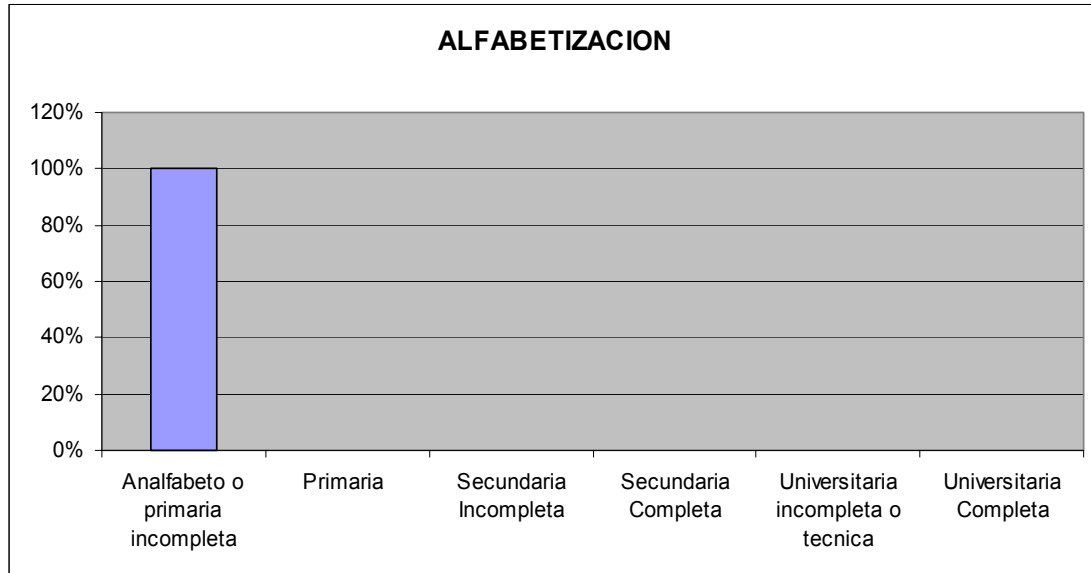 ALFABETIZACION
120%
100%
80%
60%
40%
20%
0%
Analfabeto o
primaria
incompleta
Primaria
Secundaria
Incompleta
Secundaria
Completa
Universitaria
incompleta o
tecnica
Universitaria
Completa